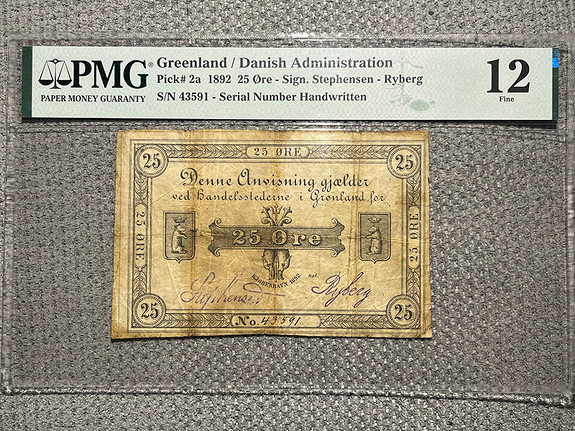 PMG
PAPER MONEY GUARANTY
Greenland / Danish Administration
Pick# 2a 1892 25 Øre - Sign. Stephensen - Ryberg
S/N 43591 - Serial Number Handwritten
12
Fine
25 ØRE
25
25
Denne Anvisning gjælder
ved Handelsstederne i Grønland for
25 ØRE
25 Øre
25 ØRE
KJØBENHAVN 1892.
Stephensen
Ryberg
25
25
No. 43591